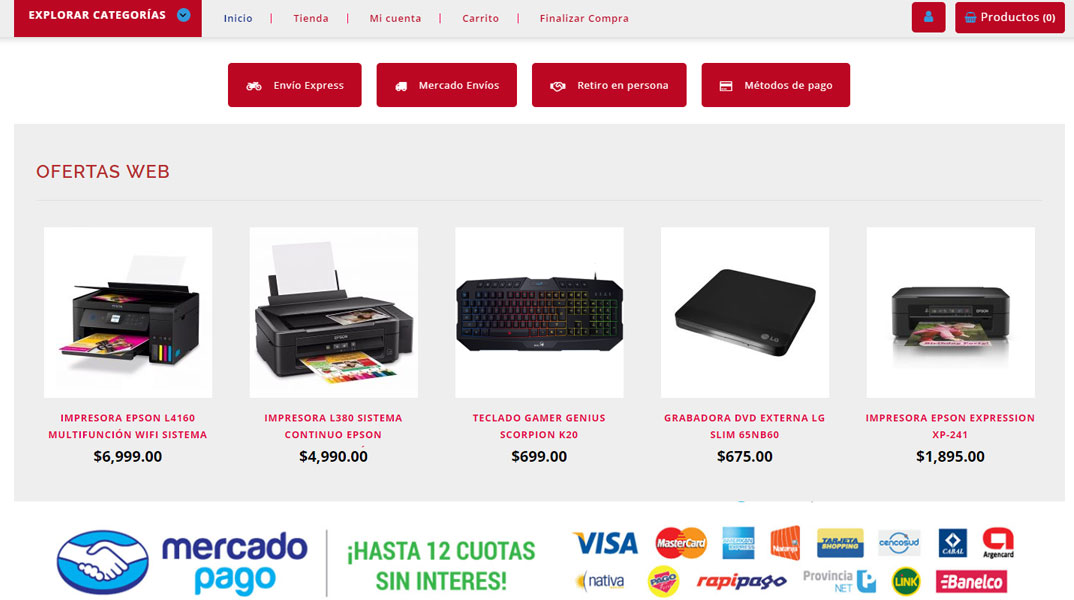 EXPLORAR CATEGORÍAS
Inicio | Tienda | Mi cuenta | Carrito | Finalizar Compra
Productos (0)
Envío Express
Mercado Envíos
Retiro en persona
Métodos de pago
OFERTAS WEB
IMPRESORA EPSON L4160
MULTIFUNCIÓN WIFI SISTEMA
$6,999.00
IMPRESORA L380 SISTEMA
CONTINUO EPSON
$4,990.00
TECLADO GAMER GENIUS
SCORPION K20
$699.00
GRABADORA DVD EXTERNA LG
SLIM 65NB60
$675.00
IMPRESORA EPSON EXPRESSION
XP-241
$1,895.00
mercado
pago
¡HASTA 12 CUOTAS
SIN INTERES!
VISA
MasterCard
AMERICAN
EXPRESS
Naranja
TARJETA
SHOPPING
cencosud
CABAL
Argencard
nativa
PAGO
rapipago
Provincia
NET
LINK
Banelco